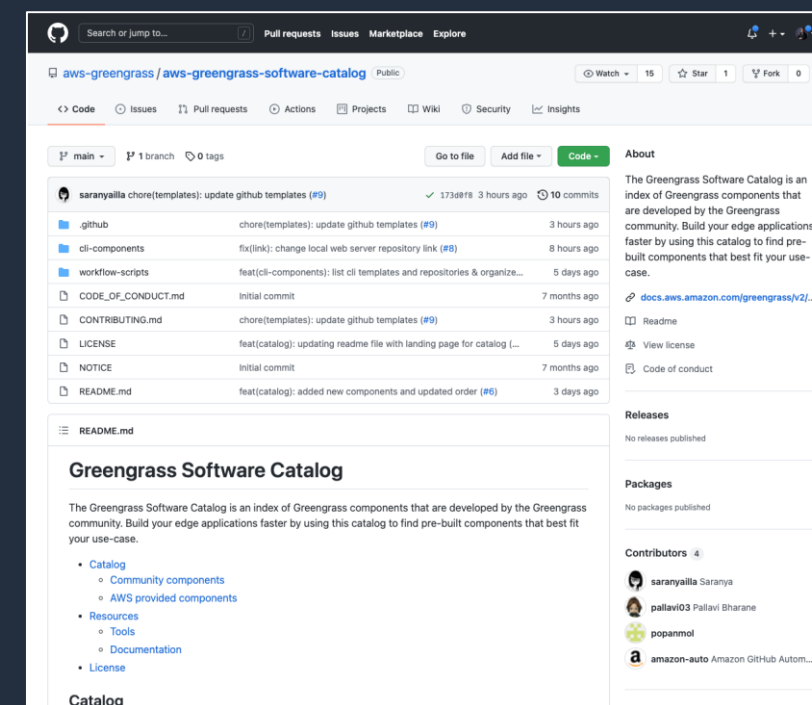 Search or jump to... /
Pull requests Issues Marketplace Explore
aws-greengrass / aws-greengrass-software-catalog Public
Watch 15 Star 1 Fork 0
Code Issues Pull requests Actions Projects Wiki Security Insights
main 1 branch 0 tags
Go to file Add file Code
saranyailla chore(templates): update github templates (#9) 173d0f8 3 hours ago 10 commits
.github chore(templates): update github templates (#9) 3 hours ago
cli-components fix(link): change local web server repository link (#8) 8 hours ago
workflow-scripts feat(cli-components): list cli templates and repositories & organize... 5 days ago
CODE_OF_CONDUCT.md Initial commit 7 months ago
CONTRIBUTING.md chore(templates): update github templates (#9) 3 hours ago
LICENSE feat(catalog): updating readme file with landing page for catalog (... 5 days ago
NOTICE Initial commit 7 months ago
README.md feat(catalog): added new components and updated order (#6) 3 days ago
README.md
Greengrass Software Catalog
The Greengrass Software Catalog is an index of Greengrass components that are developed by the Greengrass
community. Build your edge applications faster by using this catalog to find pre-built components that best fit
your use-case.
Catalog
Community components
AWS provided components
Resources
Tools
Documentation
License
Catalog
About
The Greengrass Software Catalog is an
index of Greengrass components that
are developed by the Greengrass
community. Build your edge applications
faster by using this catalog to find pre-
built components that best fit your use-
case.
docs.aws.amazon.com/greengrass/v2/...
Readme
View license
Code of conduct
Releases
No releases published
Packages
No packages published
Contributors 4
saranyailla Saranya
pallavi03 Pallavi Bharane
popanmol
amazon-auto Amazon GitHub Autom...